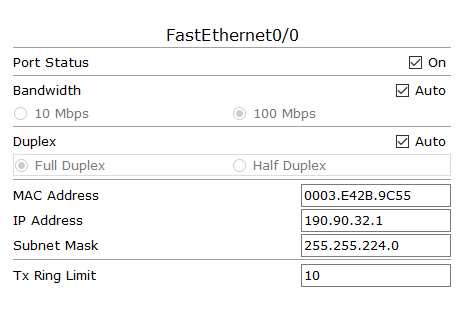 FastEthernet0/0
Port Status On
Bandwidth Auto
10 Mbps 100 Mbps
Duplex Auto
Full Duplex Half Duplex
MAC Address 0003.E42B.9C55
IP Address 190.90.32.1
Subnet Mask 255.255.224.0
Tx Ring Limit 10